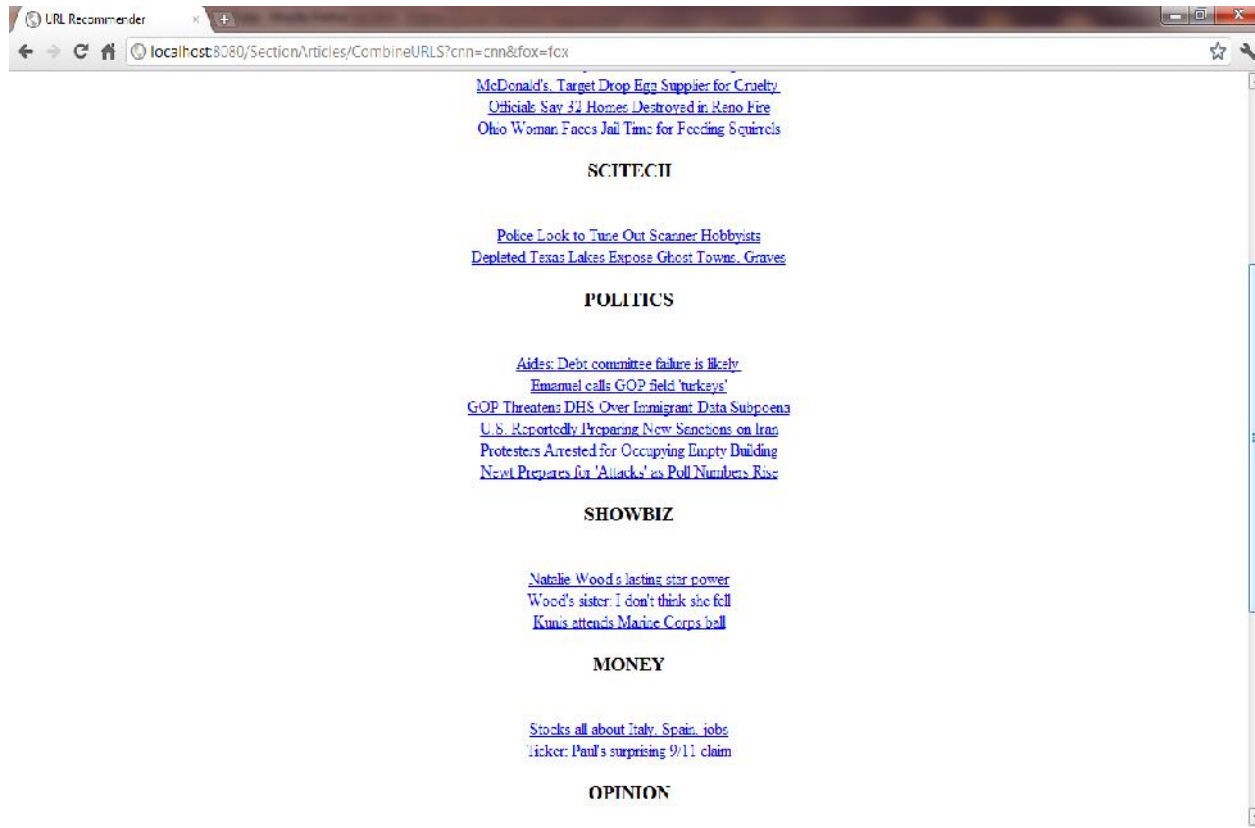 URL Recommender
localhost:8080/SectionArticles/CombineURLS?cnn=cnn&fox=fox
McDonald's, Target Drop Egg Supplier for Cruelty
Officials Say 32 Homes Destroyed in Reno Fire
Ohio Woman Faces Jail Time for Feeding Squirrels
SCITECH
Police Look to Tune Out Scanner Hobbyists
Depleted Texas Lakes Expose Ghost Towns, Graves
POLITICS
Aides: Debt committee failure is likely
Emanuel calls GOP field 'turkeys'
GOP Threatens DHS Over Immigrant Data Subpoena
U.S. Reportedly Preparing New Sanctions on Iran
Protesters Arrested for Occupying Empty Building
Newt Prepares for 'Attacks' as Poll Numbers Rise
SHOWBIZ
Natalie Wood's lasting star power
Wood's sister: I don't think she fell
Kunis attends Marine Corps ball
MONEY
Stocks all about Italy, Spain, jobs
Ticker: Paul's surprising 9/11 claim
OPINION